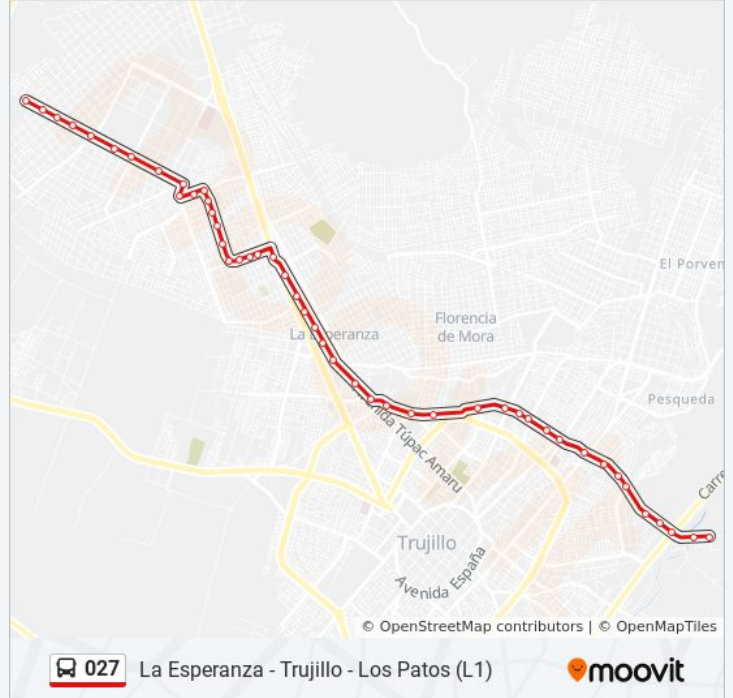 El Porven
La Esperanza
Florencia
de Mora
Pesqueda
Avenida Túpac Amaru
Carre
Trujillo
Avenida España
© OpenStreetMap contributors | © OpenMapTiles
027 La Esperanza - Trujillo - Los Patos (L1)
moovit